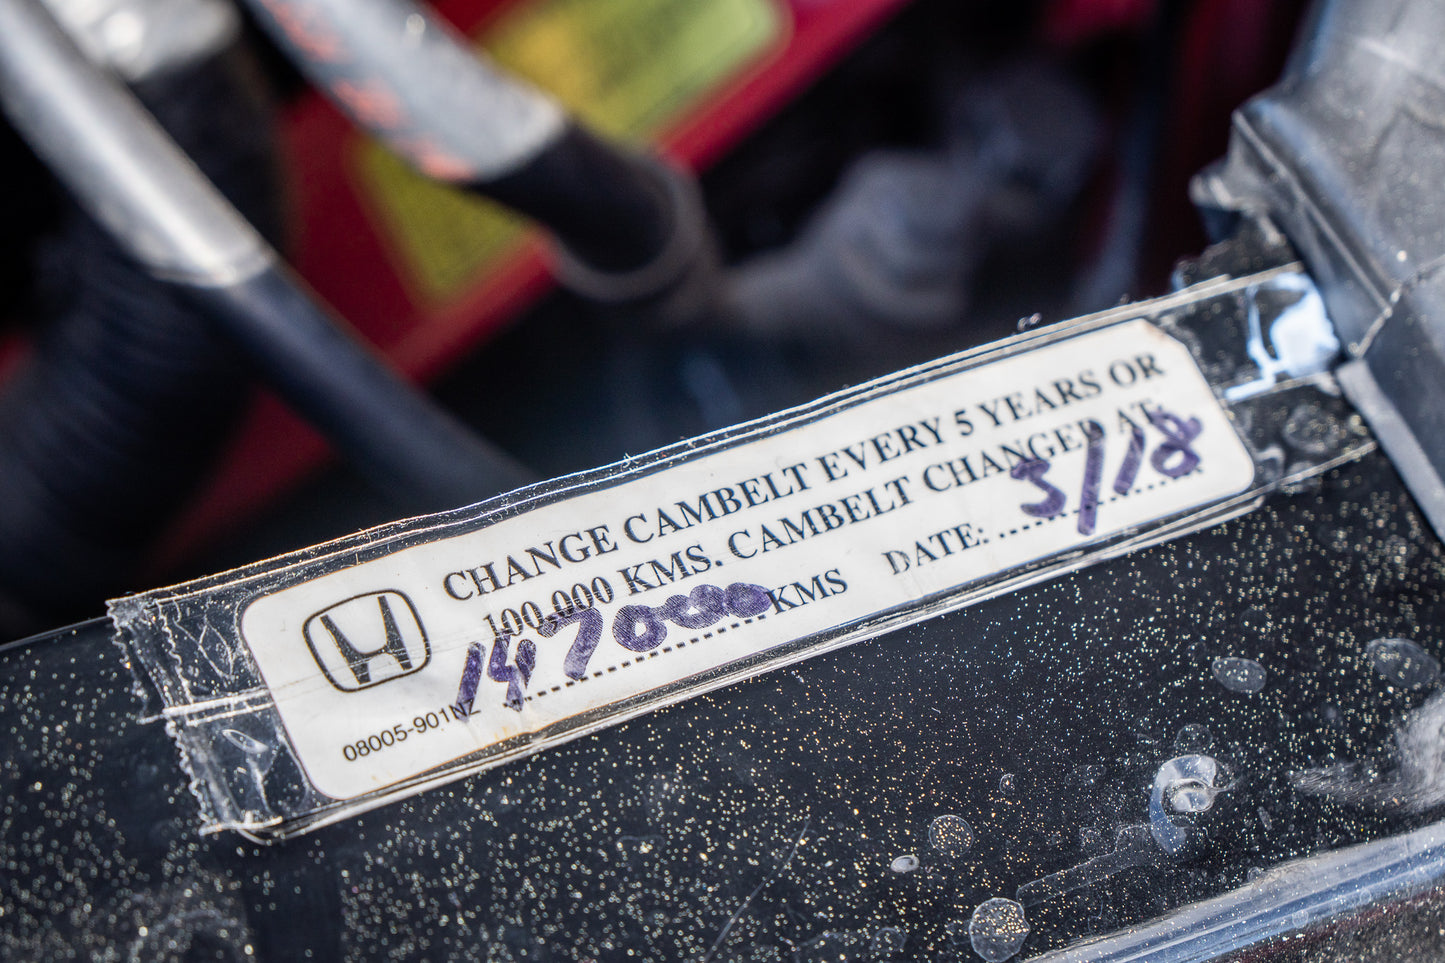 CHANGE CAMBELT EVERY 5 YEARS OR
100,000 KMS. CAMBELT CHANGED AT
147000 KMS DATE: 3/18
08005-901NZ